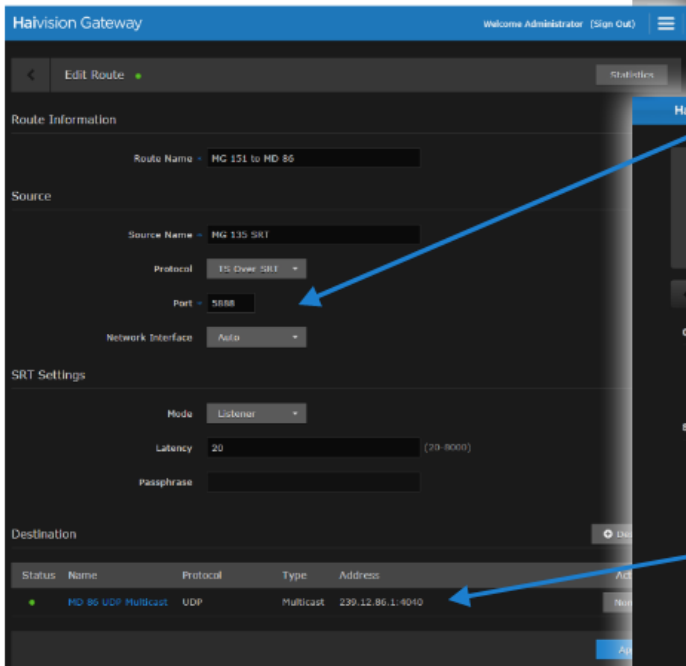 Haivision Gateway
Welcome Administrator (Sign Out)
Edit Route
Statistics
Route Information
Route Name MG 151 to MD 86
Source
Source Name MG 135 SRT
Protocol TS Over SRT
Port 5888
Network Interface Auto
SRT Settings
Mode Listener
Latency 20 (20-8000)
Passphrase
Destination
Status Name Protocol Type Address
MD 86 UDP Multicast UDP Multicast 239.12.86.1:4040